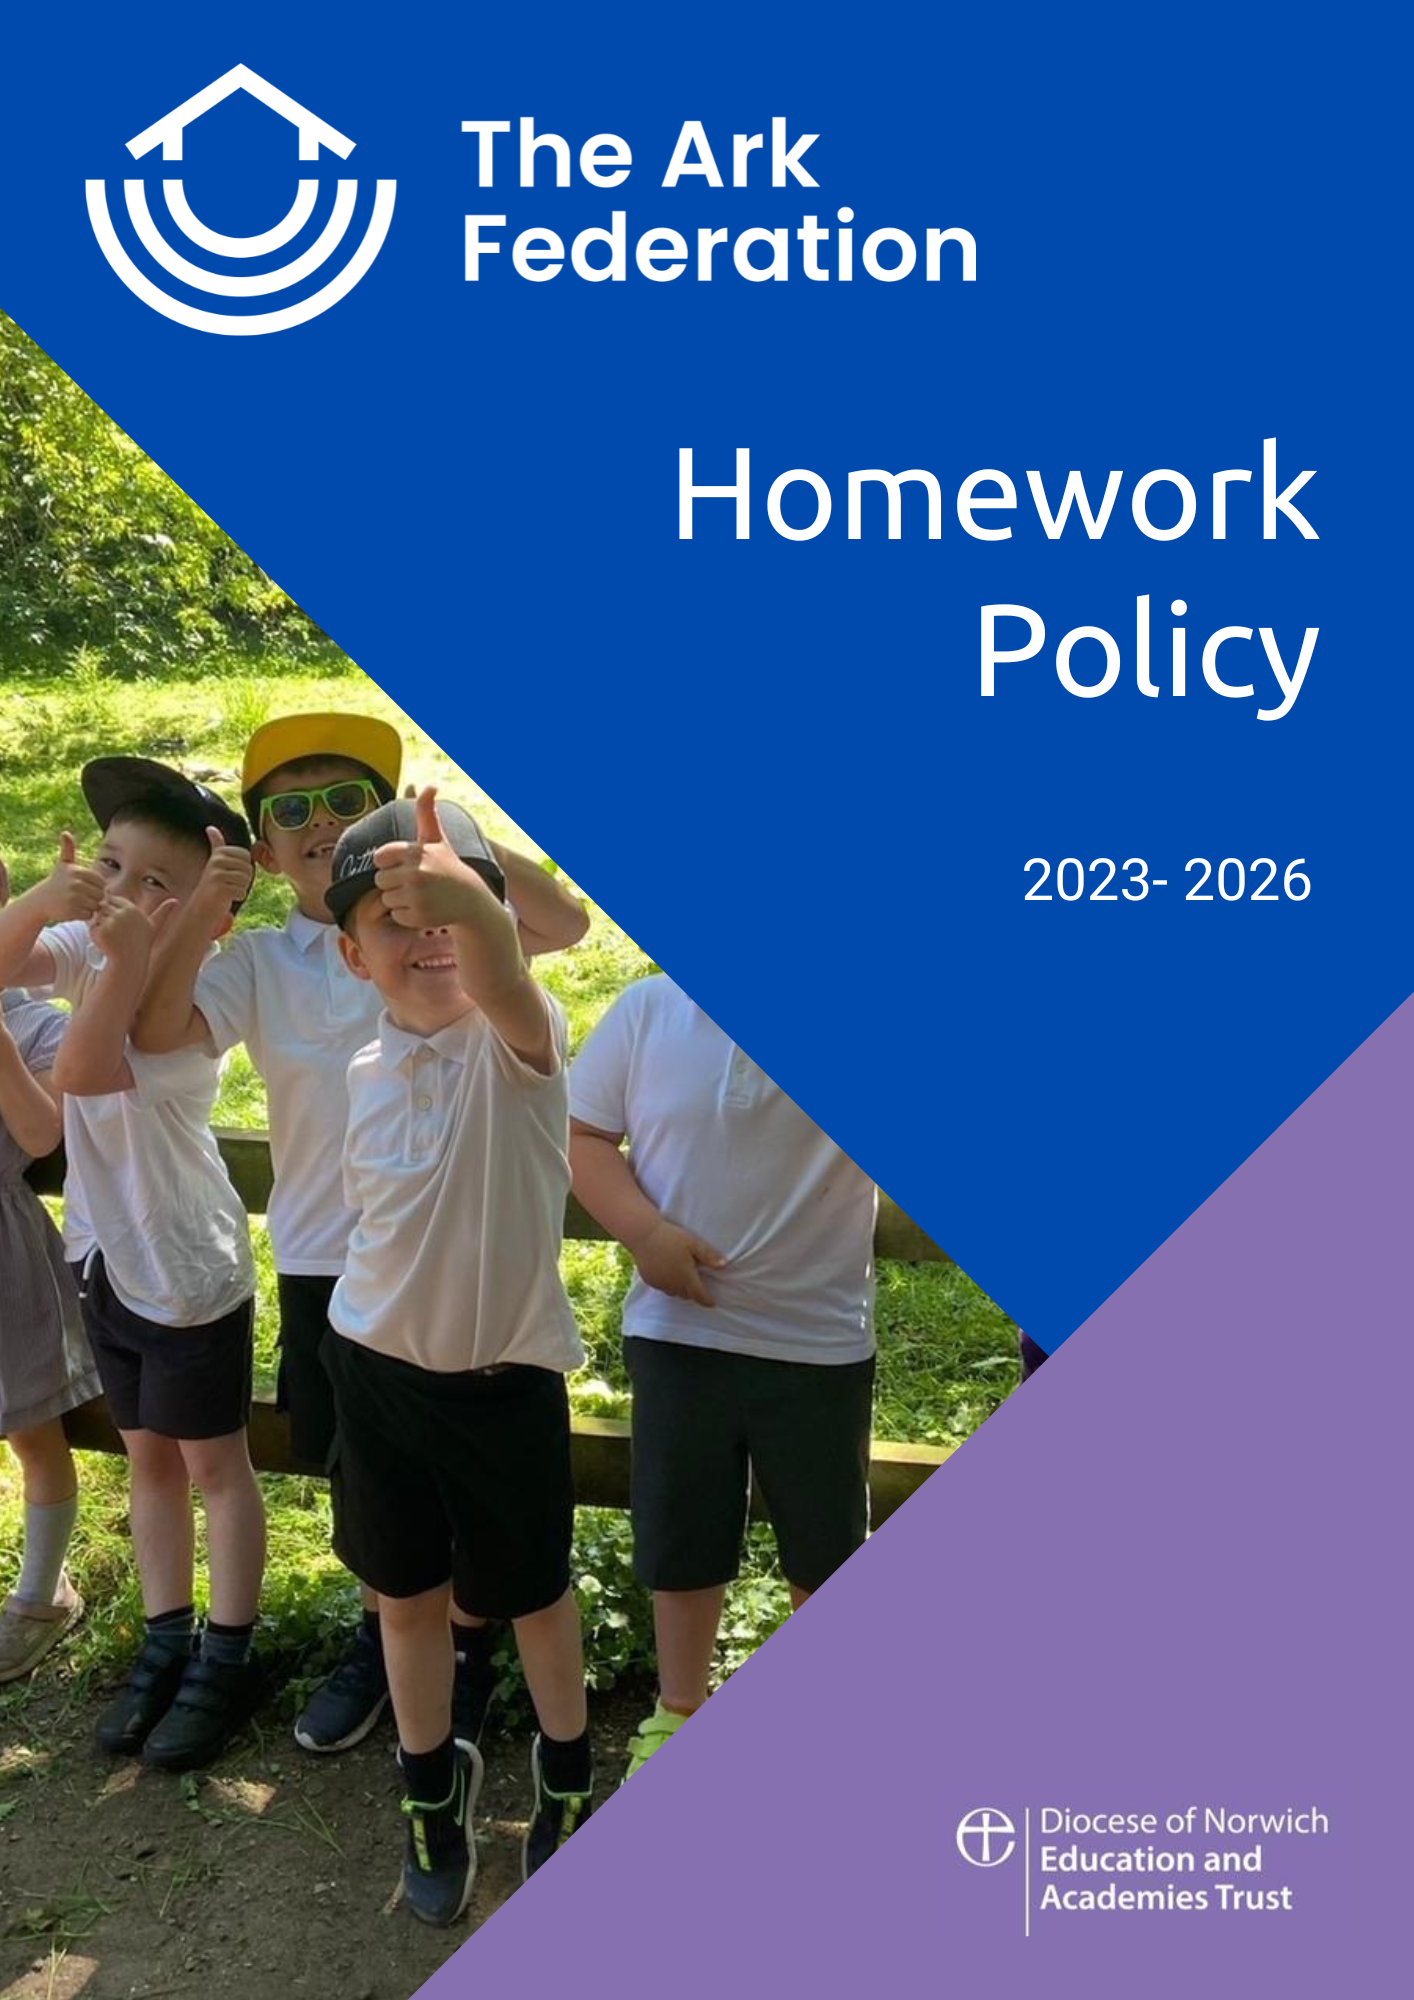 The Ark
Federation
Homework
Policy
2023- 2026
Diocese of Norwich
Education and
Academies Trust